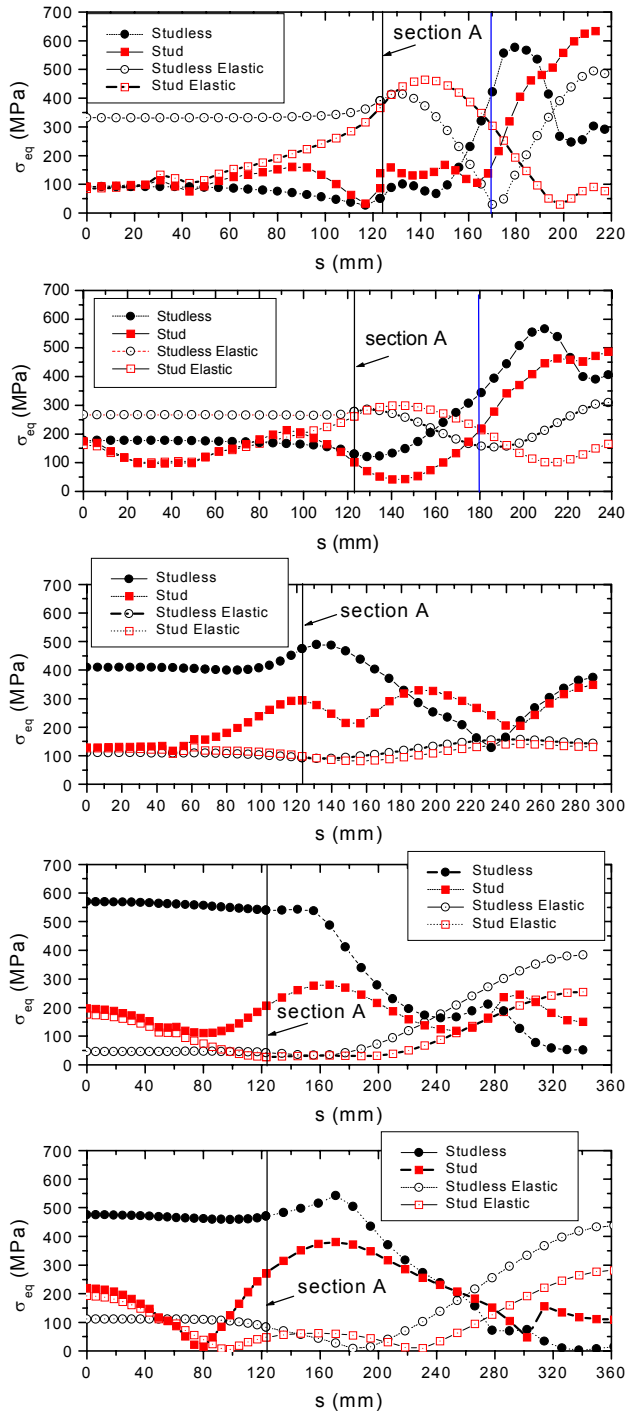 700
600
500
400
300
200
100
0
σeq (MPa)
Studless
Stud
Studless Elastic
Stud Elastic
section A
0 20 40 60 80 100 120 140 160 180 200 220
s (mm)
700
600
500
400
300
200
100
0
σeq (MPa)
Studless
Stud
Studless Elastic
Stud Elastic
section A
0 20 40 60 80 100 120 140 160 180 200 220 240
s (mm)
700
600
500
400
300
200
100
0
σeq (MPa)
Studless
Stud
Studless Elastic
Stud Elastic
section A
0 20 40 60 80 100 120 140 160 180 200 220 240 260 280 300
s (mm)
700
600
500
400
300
200
100
0
σeq (MPa)
Studless
Stud
Studless Elastic
Stud Elastic
section A
0 40 80 120 160 200 240 280 320 360
s (mm)
700
600
500
400
300
200
100
0
σeq (MPa)
Studless
Stud
Studless Elastic
Stud Elastic
section A
0 40 80 120 160 200 240 280 320 360
s (mm)